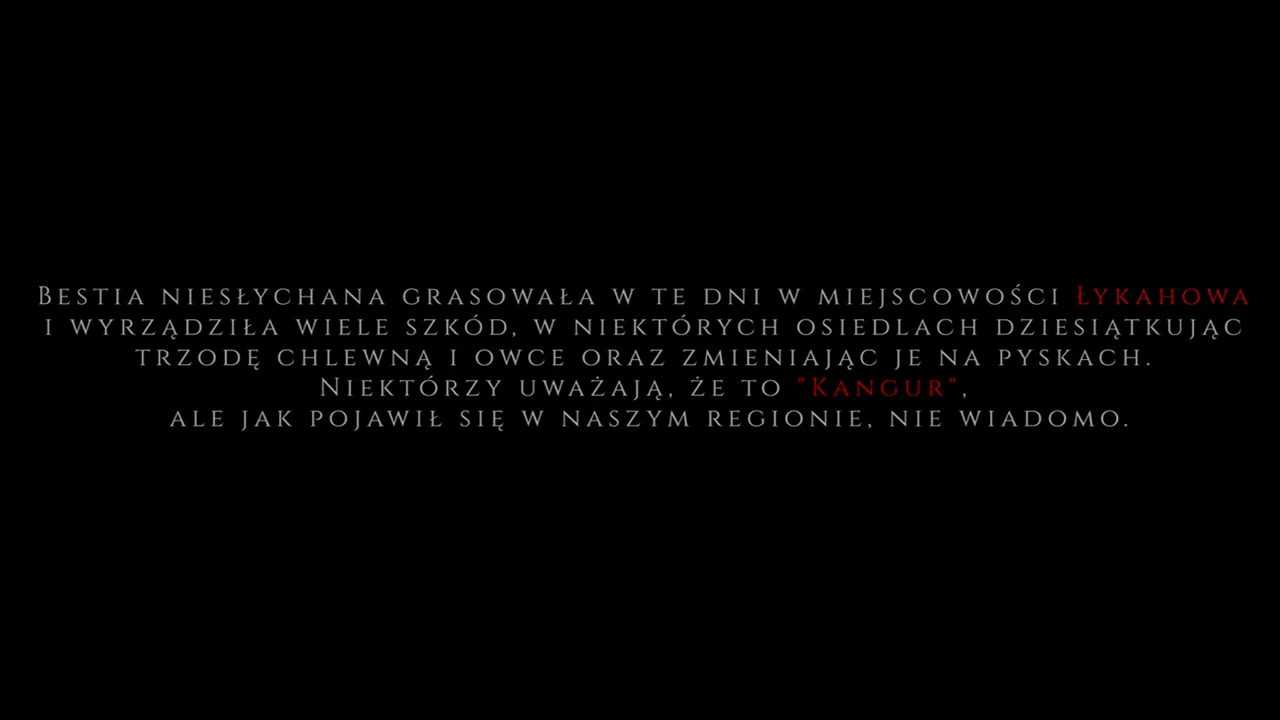 Bestia niesłychana grasowała w te dni w miejscowości Łykahowa
i wyrządziła wiele szkód, w niektórych osiedlach dziesiątkując
trzodę chlewną i owce oraz zmieniając je na pyskach.
Niektórzy uważają, że to "Kangur",
ale jak pojawił się w naszym regionie, nie wiadomo.